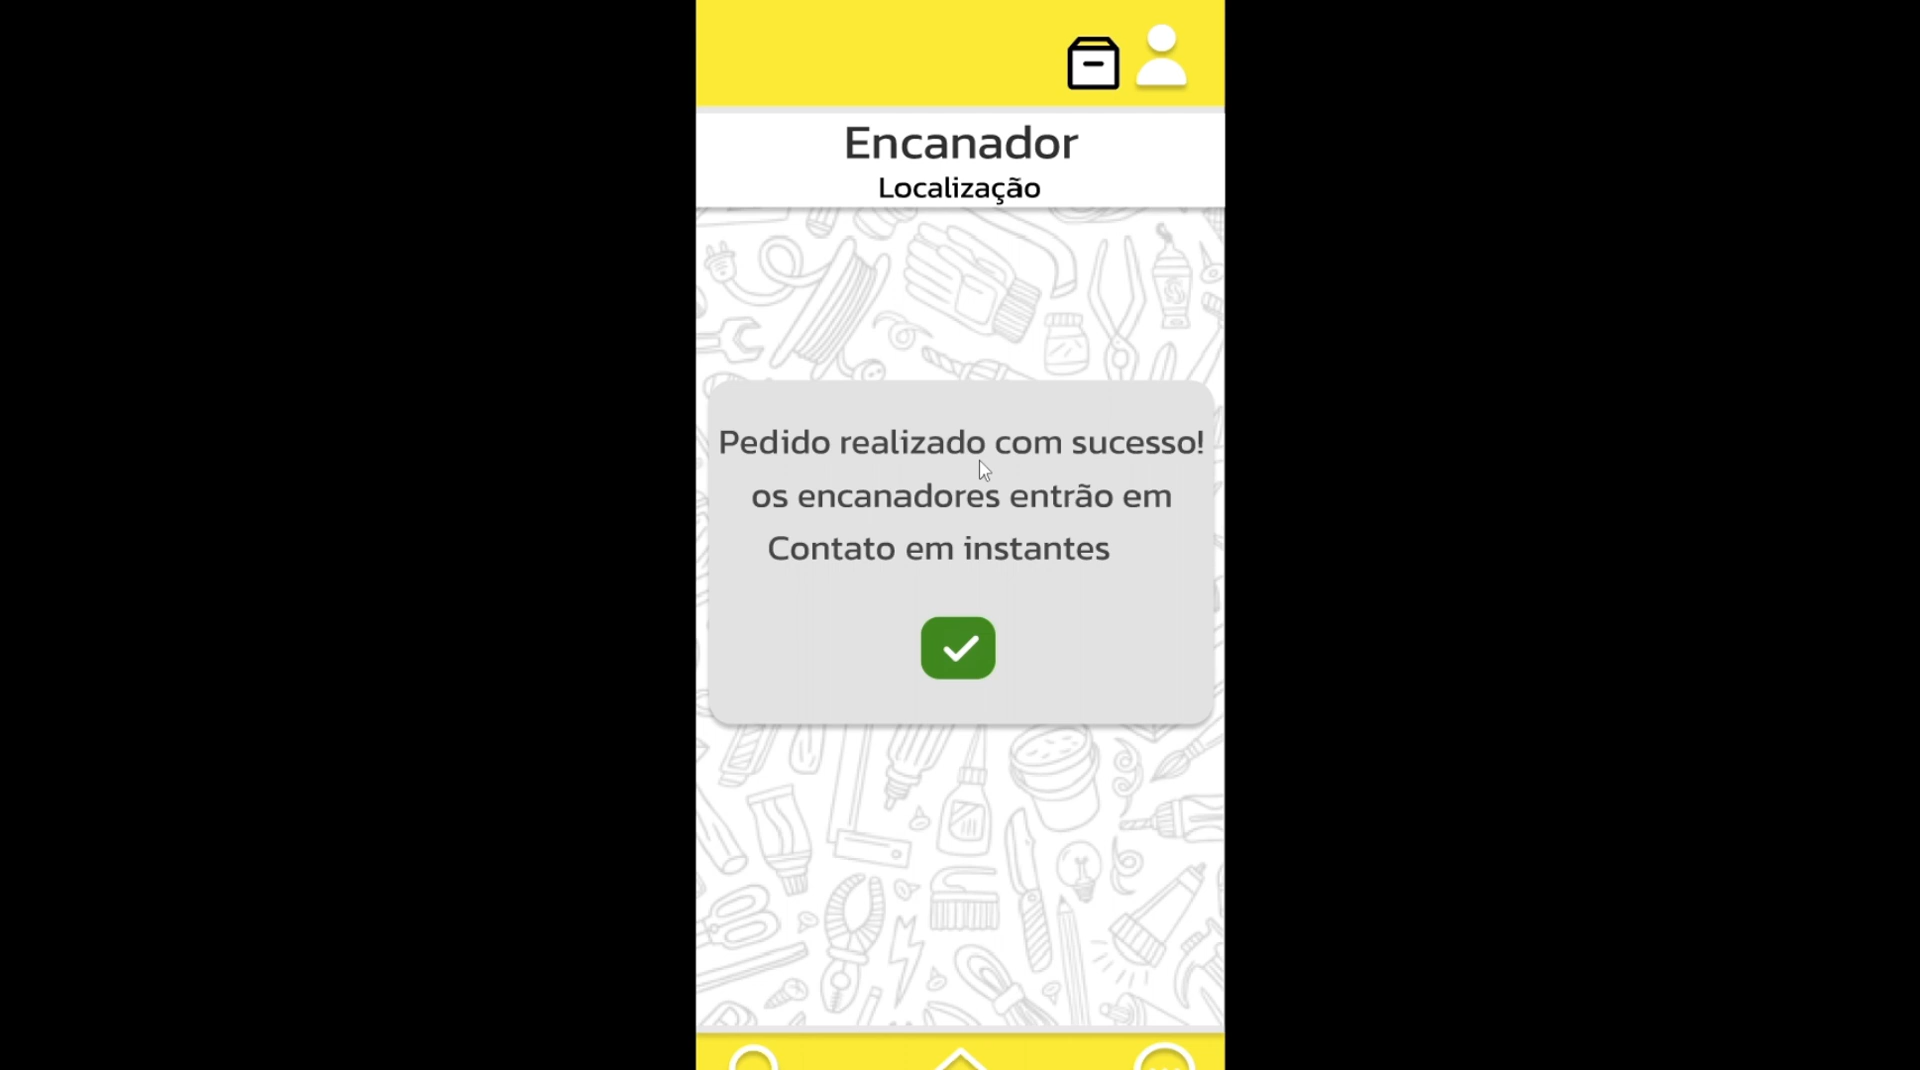 Encanador
Localização
Pedido realizado com sucesso!
os encanadores entrão em
Contato em instantes